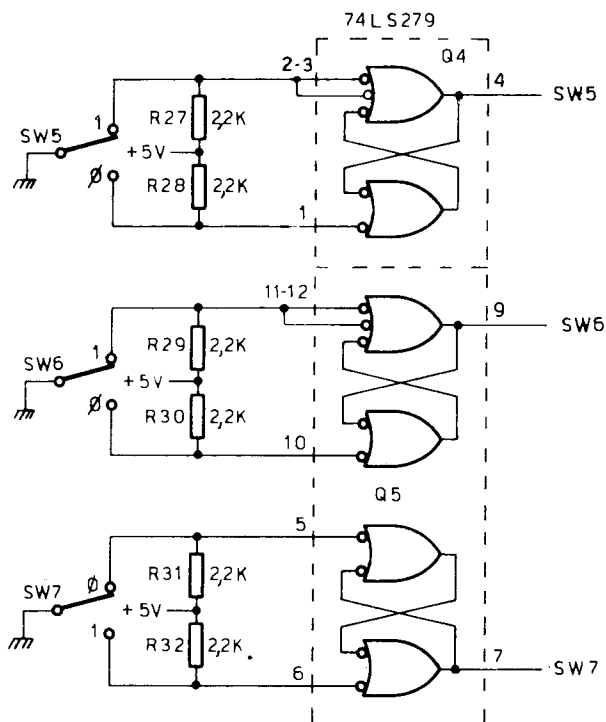 74LS279
2-3
Q4
4
SW5
1
R27
2,2K
SW5
+5V
Ø
R28
2,2K
1
11-12
9
SW6
1
R29
2,2K
SW6
+5V
Ø
R30
2,2K
10
Q5
5
Ø
R31
2,2K
SW7
+5V
1
R32
2,2K
6
7
SW7